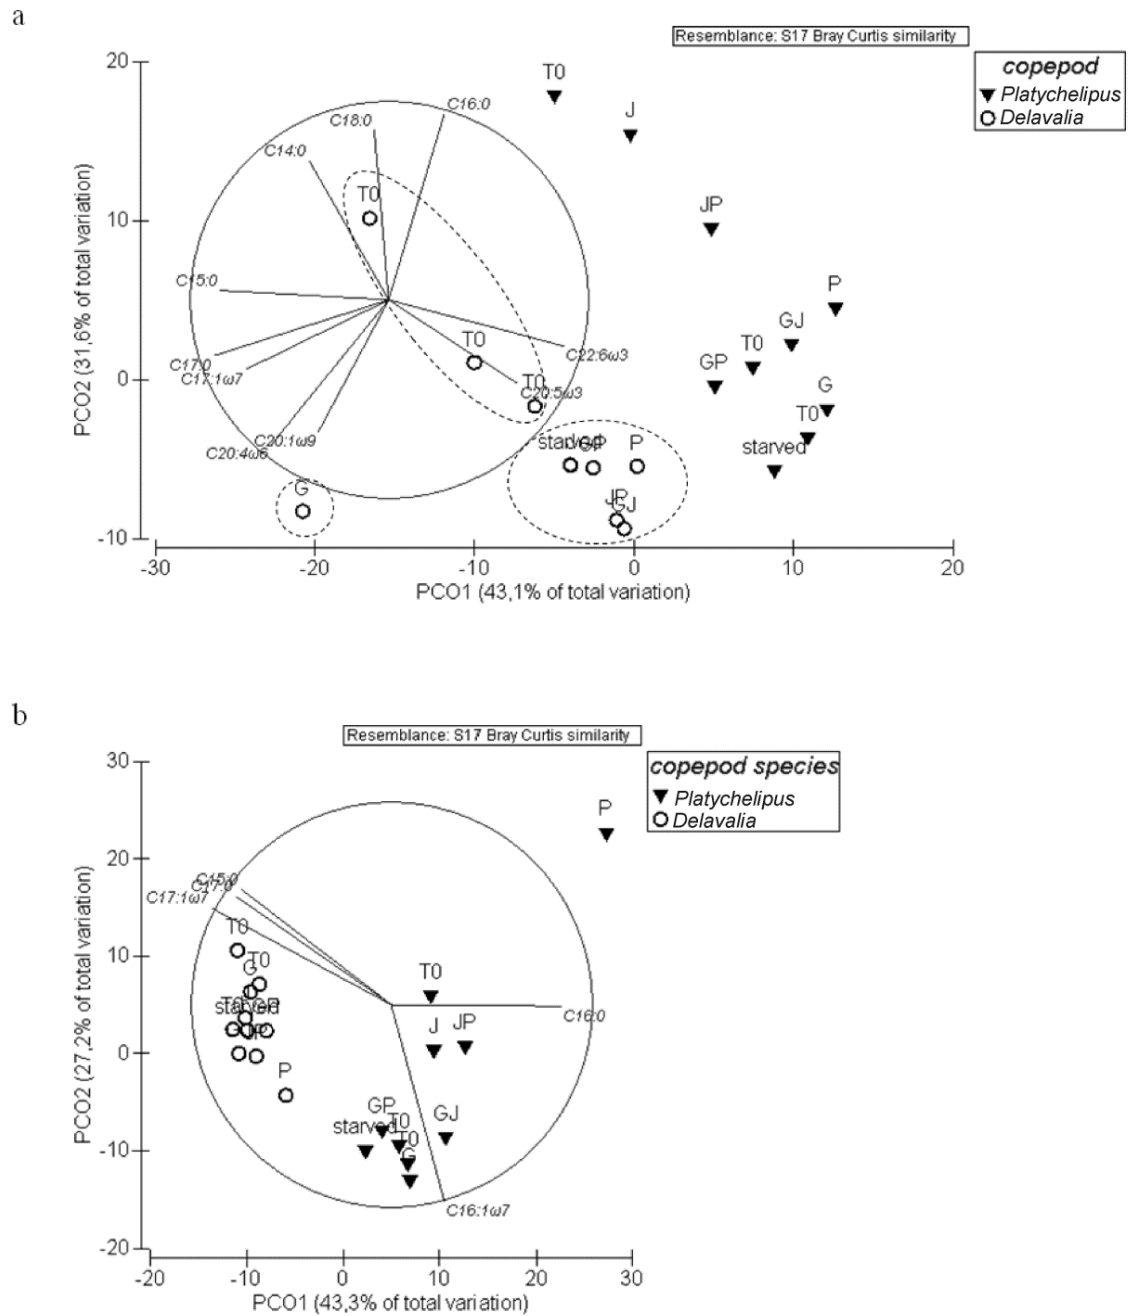 a
Resemblance: S17 Bray Curtis similarity
copepod
Platychelipus
Delavalia
20
10
0
-10
PCO2 (31,6% of total variation)
T0
J
C16:0
C18:0
C14:0
T0
JP
C15:0
P
GJ
T0
C22:6ω3
T0
GP
C17:0
C17:1ω7
T0
C20:5ω3
G
T0
C20:1ω9
C20:4ω6
starved
GP
P
starved
G
JP
GJ
-30
-20
-10
0
10
20
PCO1 (43,1% of total variation)
b
Resemblance: S17 Bray Curtis similarity
copepod species
Platychelipus
Delavalia
30
20
10
0
-10
-20
PCO2 (27,2% of total variation)
P
C15:0
C17:0
C17:1ω7
T0
T0
G
T0
C16:0
T0
starved
GP
J
JP
P
GP
T0
GJ
starved
T0
G
C16:1ω7
-20
-10
0
10
20
30
PCO1 (43,3% of total variation)